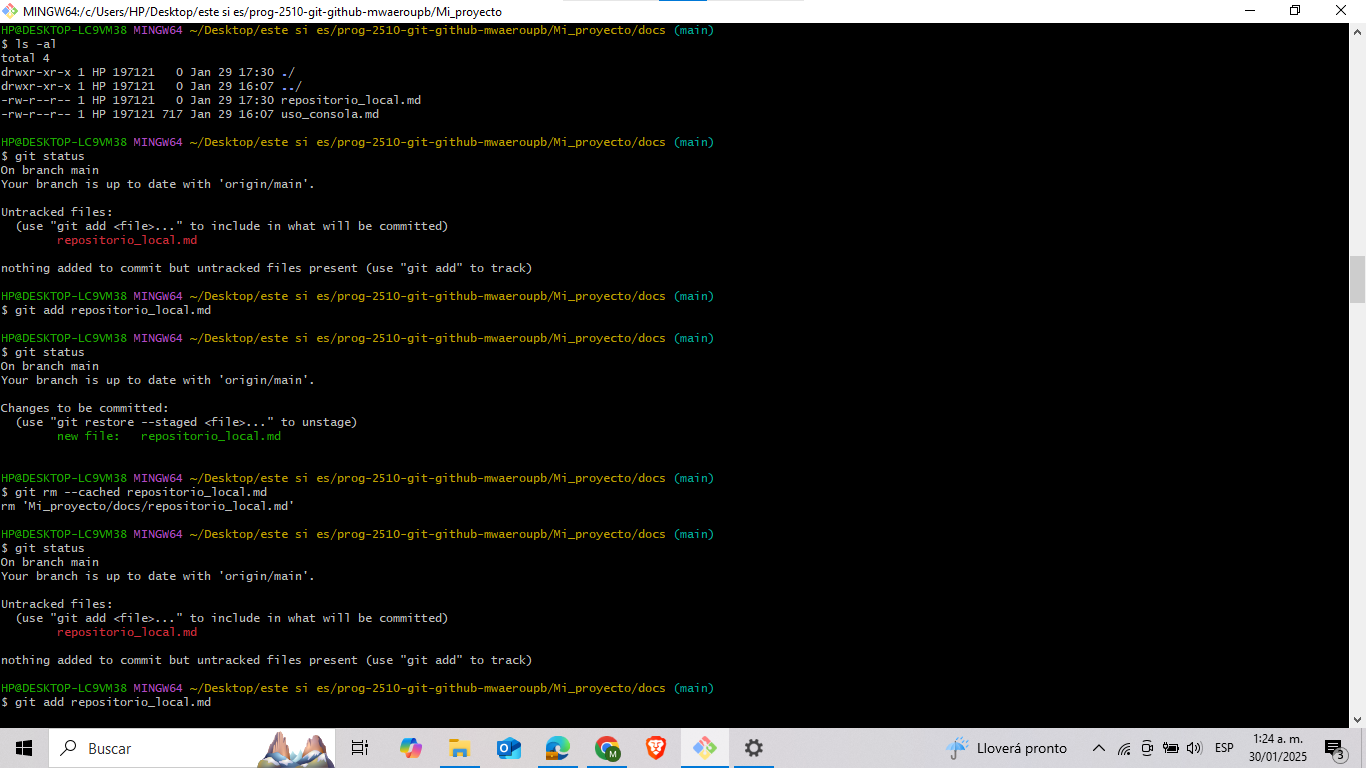 MINGW64:/c/Users/HP/Desktop/este si es/prog-2510-git-github-mwaeroupb/Mi_proyecto
HP@DESKTOP-LC9VM38 MINGW64 ~/Desktop/este si es/prog-2510-git-github-mwaeroupb/Mi_proyecto/docs (main)
$ ls -al
total 4
drwxr-xr-x 1 HP 197121   0 Jan 29 17:30 ./
drwxr-xr-x 1 HP 197121   0 Jan 29 16:07 ../
-rw-r--r-- 1 HP 197121   0 Jan 29 17:30 repositorio_local.md
-rw-r--r-- 1 HP 197121 717 Jan 29 16:07 uso_consola.md
HP@DESKTOP-LC9VM38 MINGW64 ~/Desktop/este si es/prog-2510-git-github-mwaeroupb/Mi_proyecto/docs (main)
$ git status
On branch main
Your branch is up to date with 'origin/main'.
Untracked files:
  (use "git add <file>..." to include in what will be committed)
        repositorio_local.md
nothing added to commit but untracked files present (use "git add" to track)
HP@DESKTOP-LC9VM38 MINGW64 ~/Desktop/este si es/prog-2510-git-github-mwaeroupb/Mi_proyecto/docs (main)
$ git add repositorio_local.md
HP@DESKTOP-LC9VM38 MINGW64 ~/Desktop/este si es/prog-2510-git-github-mwaeroupb/Mi_proyecto/docs (main)
$ git status
On branch main
Your branch is up to date with 'origin/main'.
Changes to be committed:
  (use "git restore --staged <file>..." to unstage)
        new file:   repositorio_local.md
HP@DESKTOP-LC9VM38 MINGW64 ~/Desktop/este si es/prog-2510-git-github-mwaeroupb/Mi_proyecto/docs (main)
$ git rm --cached repositorio_local.md
rm 'Mi_proyecto/docs/repositorio_local.md'
HP@DESKTOP-LC9VM38 MINGW64 ~/Desktop/este si es/prog-2510-git-github-mwaeroupb/Mi_proyecto/docs (main)
$ git status
On branch main
Your branch is up to date with 'origin/main'.
Untracked files:
  (use "git add <file>..." to include in what will be committed)
        repositorio_local.md
nothing added to commit but untracked files present (use "git add" to track)
HP@DESKTOP-LC9VM38 MINGW64 ~/Desktop/este si es/prog-2510-git-github-mwaeroupb/Mi_proyecto/docs (main)
$ git add repositorio_local.md
Buscar
M
Lloverá pronto
ESP
1:24 a. m.
30/01/2025
3